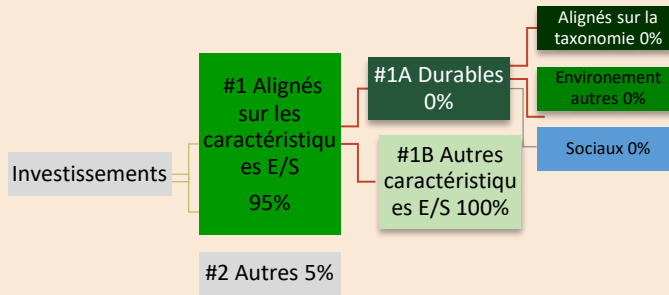 Investissements
#1 Alignés
sur les
caractéristiqu
es E/S
95%
#2 Autres 5%
#1A Durables
0%
#1B Autres
caractéristiqu
es E/S 100%
Alignés sur la
taxonomie 0%
Environement
autres 0%
Sociaux 0%